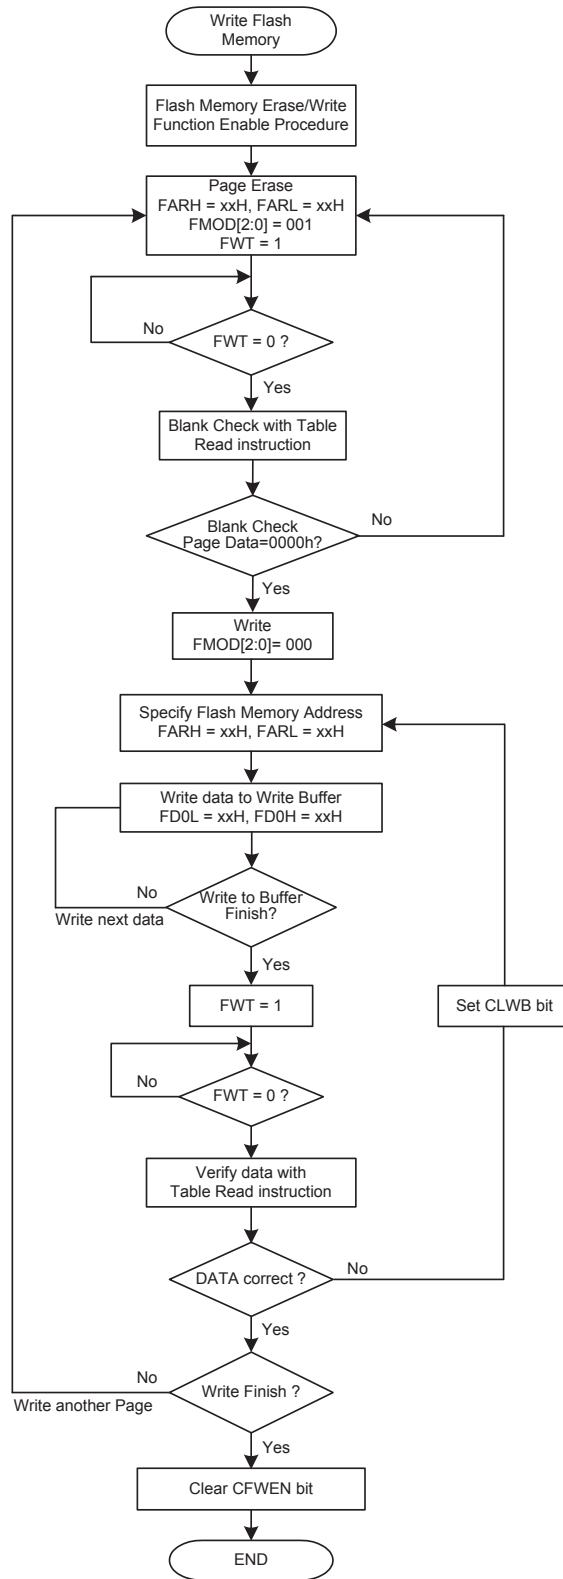 Write Flash
Memory
Flash Memory Erase/Write
Function Enable Procedure
Page Erase
FARH = xxH, FARL = xxH
FMOD[2:0] = 001
FWT = 1
No
FWT = 0 ?
Yes
Blank Check with Table
Read instruction
Blank Check
Page Data=0000h?
No
Yes
Write
FMOD[2:0]= 000
Specify Flash Memory Address
FARH = xxH, FARL = xxH
Write data to Write Buffer
FD0L = xxH, FD0H = xxH
No
Write next data
Write to Buffer
Finish?
Yes
FWT = 1
Set CLWB bit
No
FWT = 0 ?
Yes
Verify data with
Table Read instruction
DATA correct ?
No
Yes
No
Write another Page
Write Finish ?
Yes
Clear CFWEN bit
END